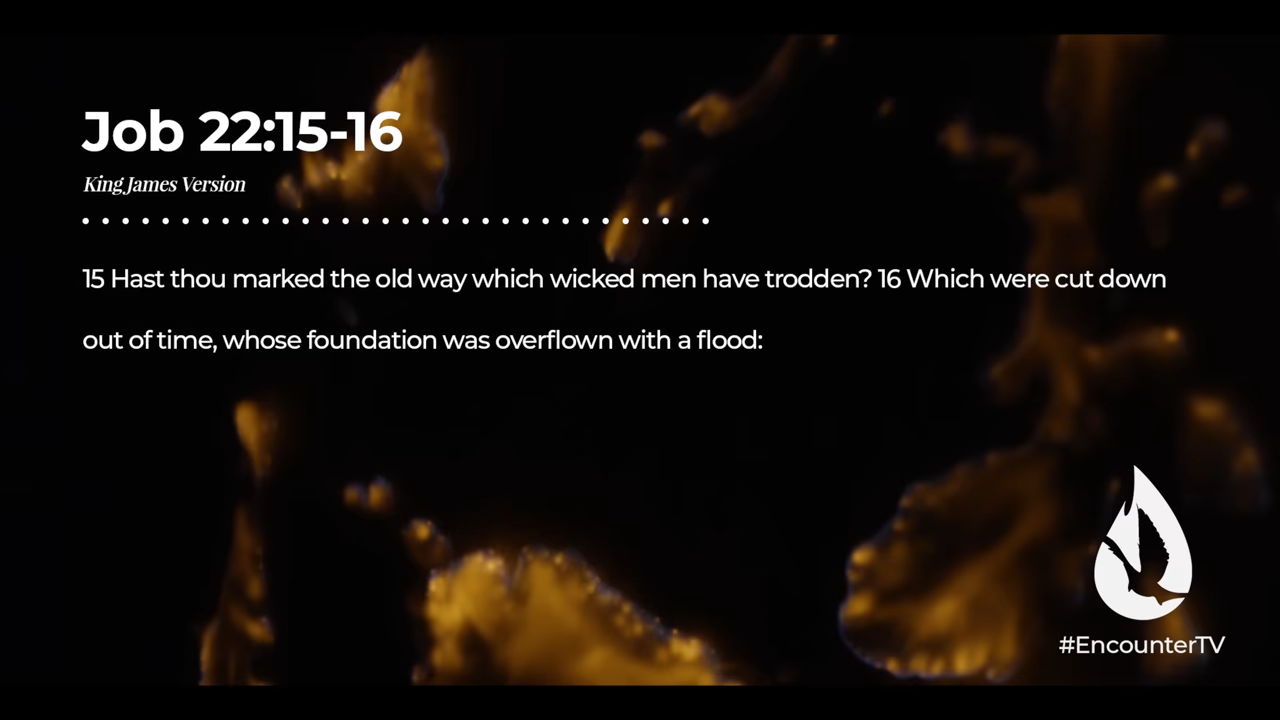 Job 22:15-16
King James Version
15 Hast thou marked the old way which wicked men have trodden? 16 Which were cut down
out of time, whose foundation was overflown with a flood:
#EncounterTV